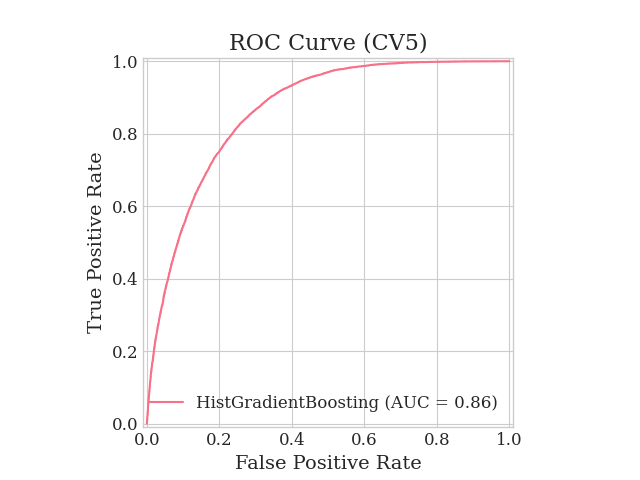 ROC Curve (CV5)
True Positive Rate
1.0
0.8
0.6
0.4
0.2
0.0
HistGradientBoosting (AUC = 0.86)
0.0 0.2 0.4 0.6 0.8 1.0
False Positive Rate